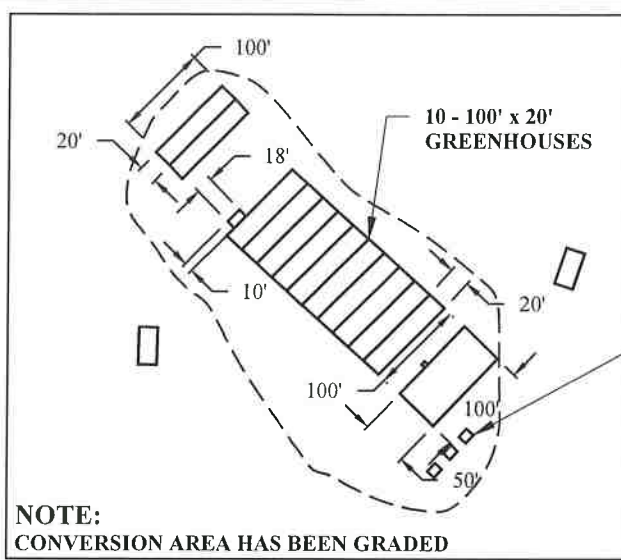 100'
10 - 100' x 20'
GREENHOUSES
20'
18'
10'
20'
100'
100'
50'
NOTE:
CONVERSION AREA HAS BEEN GRADED